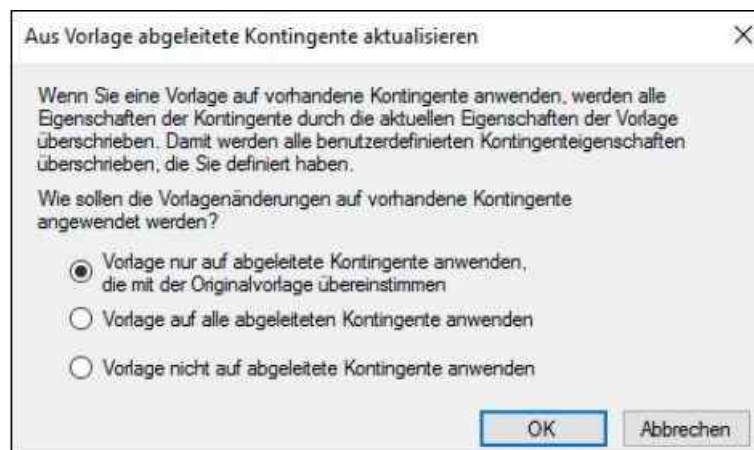 Aus Vorlage abgeleitete Kontingente aktualisieren
Wenn Sie eine Vorlage auf vorhandene Kontingente anwenden, werden alle
Eigenschaften der Kontingente durch die aktuellen Eigenschaften der Vorlage
überschrieben. Damit werden alle benutzerdefinierten Kontingenteigenschaften
überschrieben, die Sie definiert haben.
Wie sollen die Vorlagenänderungen auf vorhandene Kontingente
angewendet werden?
Vorlage nur auf abgeleitete Kontingente anwenden,
die mit der Originalvorlage übereinstimmen
Vorlage auf alle abgeleiteten Kontingente anwenden
Vorlage nicht auf abgeleitete Kontingente anwenden
OK
Abbrechen